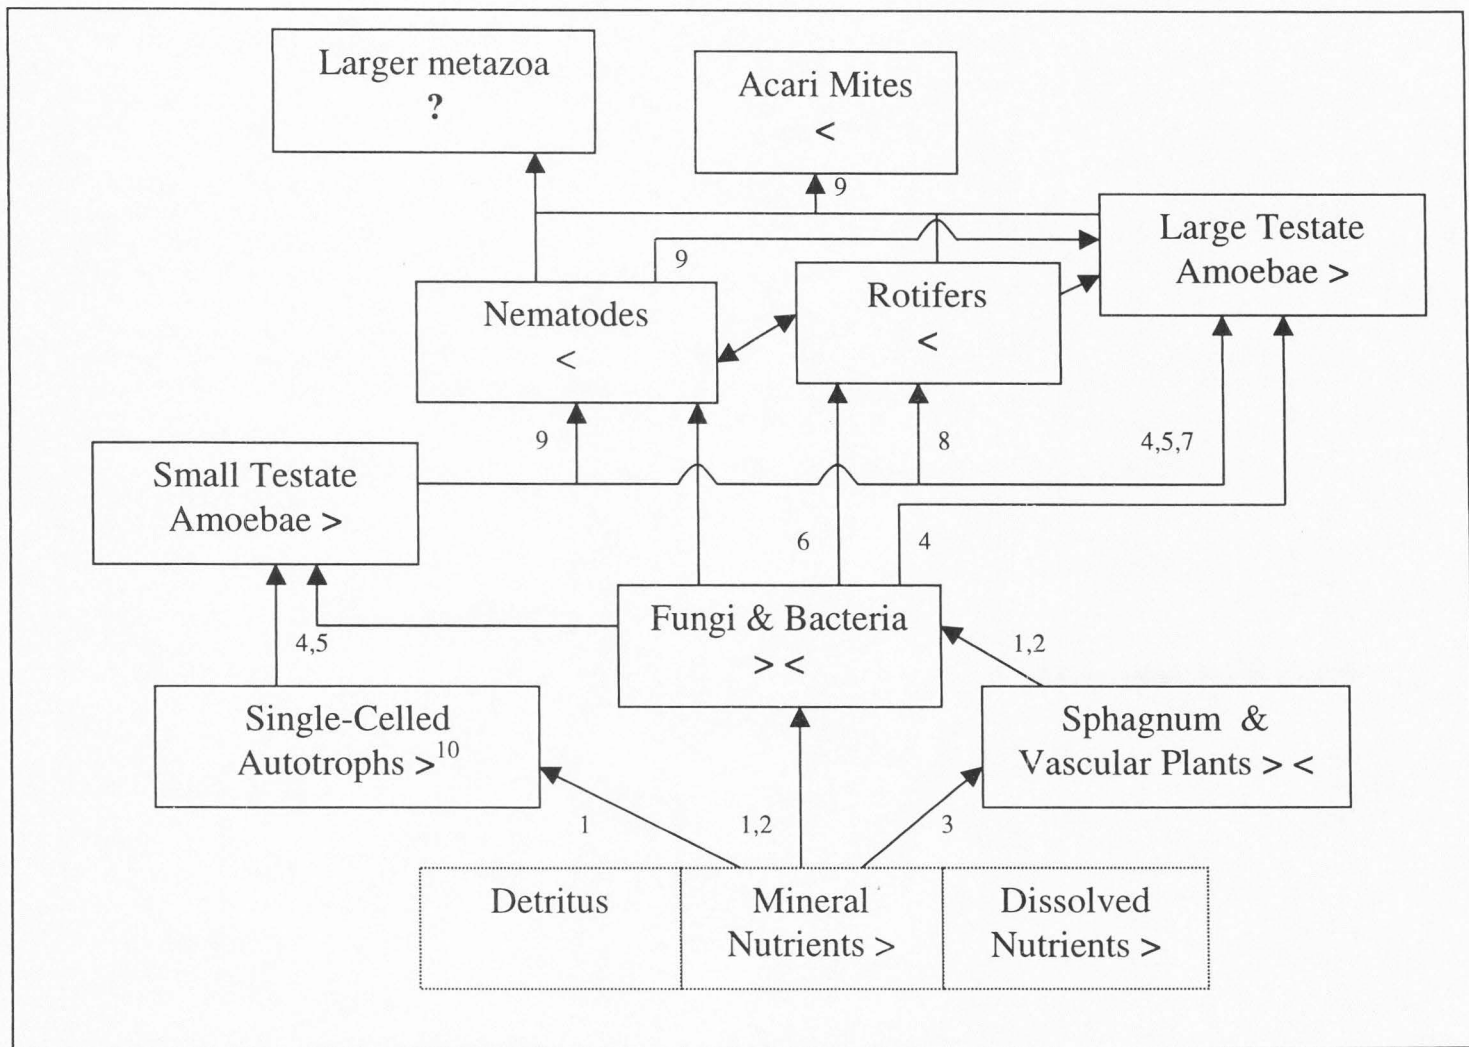 Larger metazoa
?
Acari Mites
<
9
Large Testate
Amoebae >
9
Nematodes
<
Rotifers
<
9
8
4,5,7
Small Testate
Amoebae >
6
4
Fungi & Bacteria
> <
4,5
1,2
Single-Celled
Autotrophs >10
Sphagnum &
Vascular Plants > <
1
1,2
3
Detritus
Mineral
Nutrients >
Dissolved
Nutrients >